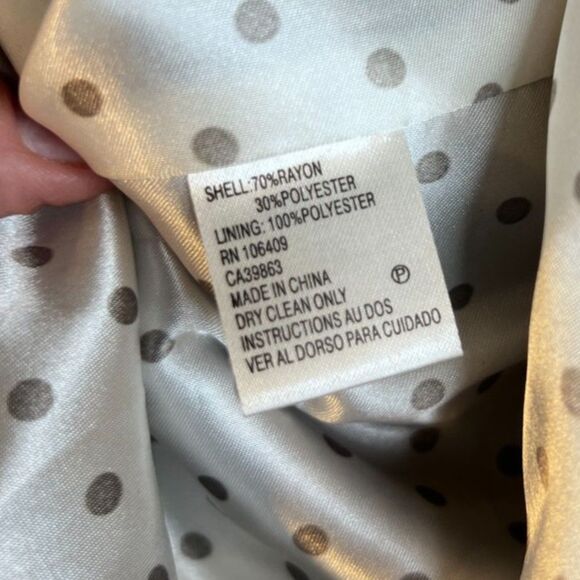 SHELL:70%RAYON
30%POLYESTER
LINING: 100%POLYESTER
RN 106409
CA39863
MADE IN CHINA
DRY CLEAN ONLY
INSTRUCTIONS AU DOS
VER AL DORSO PARA CUIDADO
P